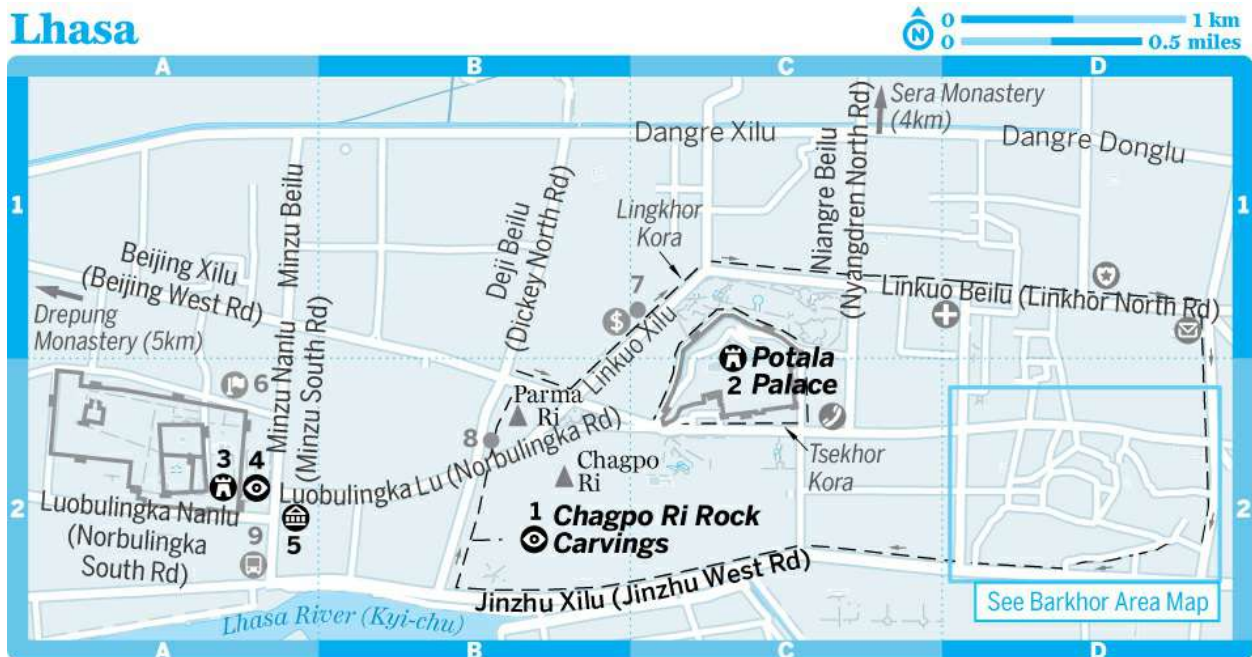 Lhasa
N
0 1 km
0 0.5 miles
A B C D
Sera Monastery
(4km)
Dangre Xilu
Dangre Donglu
1 1
Minzu Beilu
Deji Beilu
(Dickey North Rd)
Lingkhor
Kora
Niangre Beilu
(Nyangdren North Rd)
Beijing Xilu
(Beijing West Rd)
7
$
Linkuo Beilu (Linkhor North Rd)
Drepung
Monastery (5km)
Linkuo Xilu
Potala
2 Palace
6
Minzu Nanlu
(Minzu South Rd)
Parma
Ri
8
Luobulingka Lu (Norbulingka Rd)
Tsekhor
Kora
3 4
Chagpo
Ri
2 2
Luobulingka Nanlu
(Norbulingka
South Rd)
9
5
1 Chagpo Ri Rock
Carvings
Jinzhu Xilu (Jinzhu West Rd)
See Barkhor Area Map
Lhasa River (Kyi-chu)
A B C D